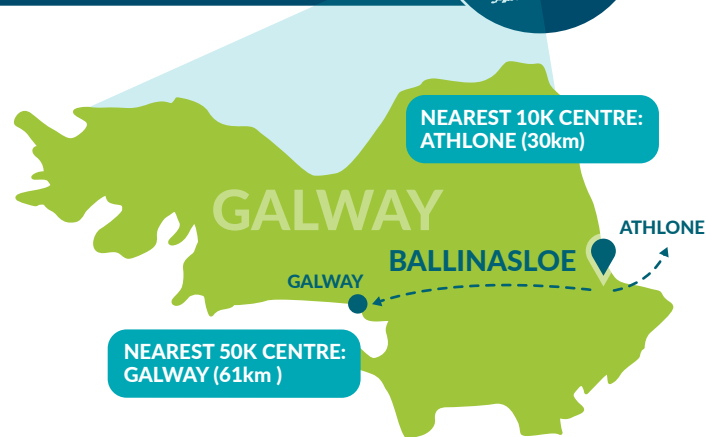 NEAREST 10K CENTRE:
ATHLONE (30km)
GALWAY
ATHLONE
BALLINASLOE
GALWAY
NEAREST 50K CENTRE:
GALWAY (61km )